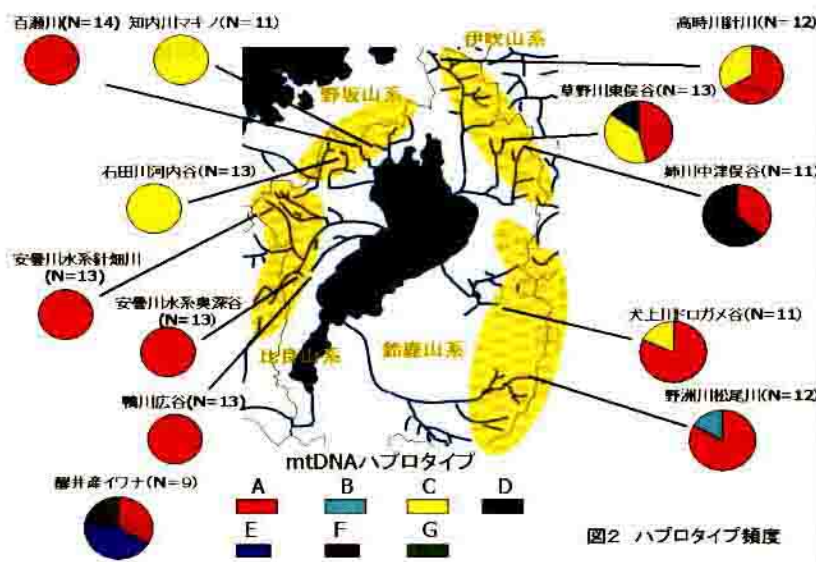 百瀬川(N=14) 知内川マキノ(N=11)
高時川針川(N=12)
伊吹山系
草野川東俣谷(N=13)
野坂山系
石田川河内谷(N=13)
姉川中津俣谷
(N=11)
安曇川水系針畑川
(N=13)
安曇川水系奥深谷
(N=13)
犬上川ドロガメ谷(N=11)
比良山系
鈴鹿山系
野洲川松尾川
(N=12)
鴨川広谷(N=13)
mtDNAハプロタイプ
醒井産イワナ(N=9)
A B C D
E F G
図2 ハプロタイプ頻度